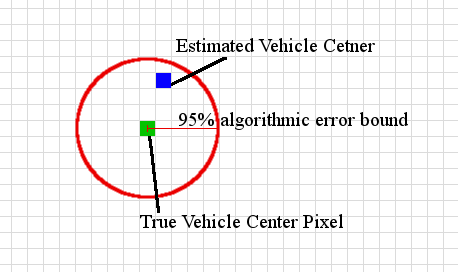 Estimated Vehicle Cetner
95% algorithmic error bound
True Vehicle Center Pixel